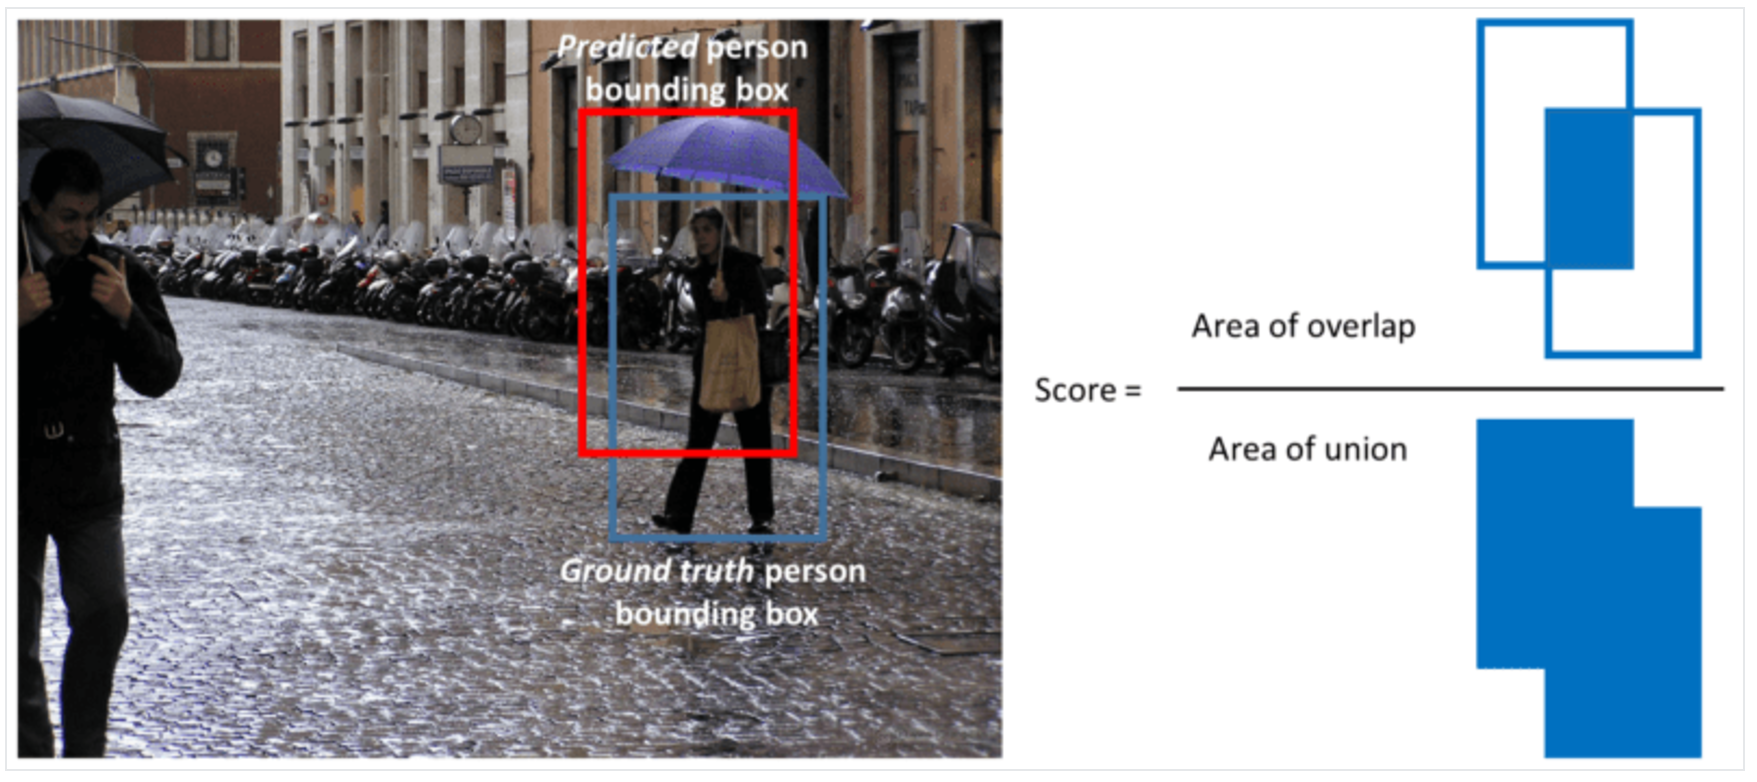 Predicted person
bounding box
Ground truth person
bounding box
Score =
Area of overlap
Area of union